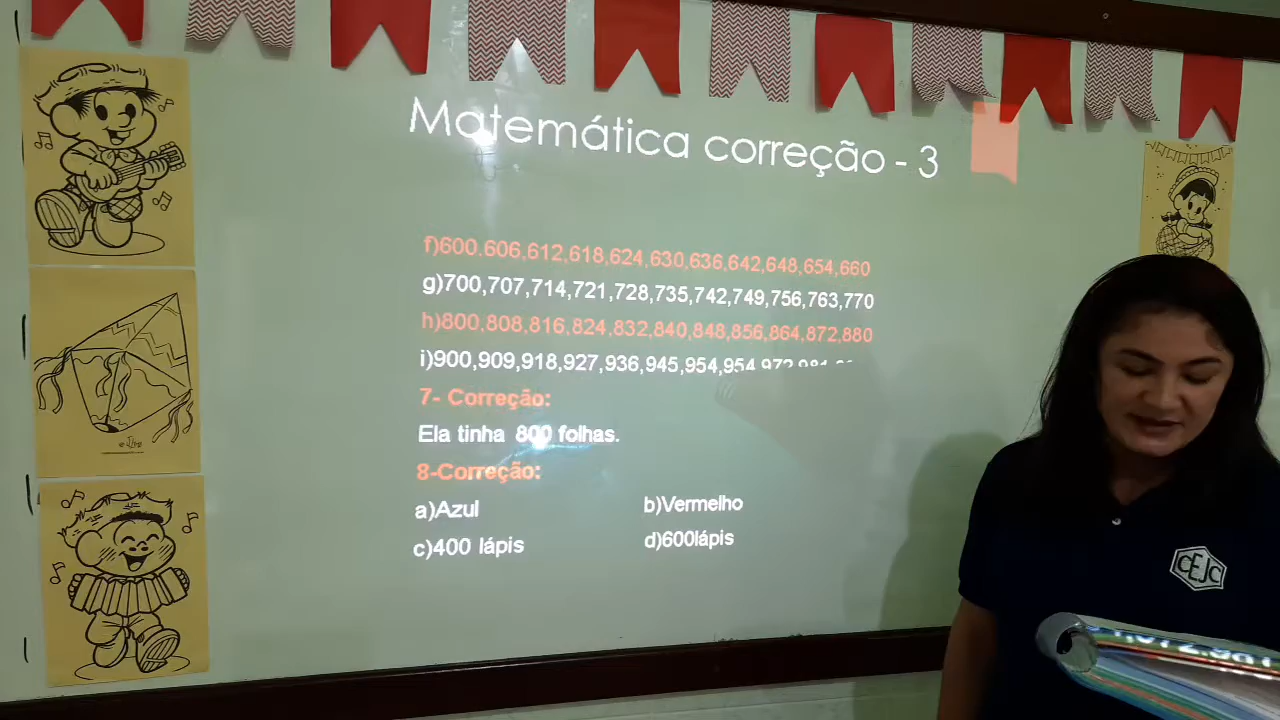 Matemática correção - 3
f)600.606,612,618,624,630,636,642,648,654,660
g)700,707,714,721,728,735,742,749,756,763,770
h)800,808,816,824,832,840,848,856,864,872,880
i)900,909,918,927,936,945,954,954,972,981
7- Correção:
Ela tinha 800 folhas.
8-Correção:
a)Azul b)Vermelho
c)400 lápis d)600lápis
CEJC